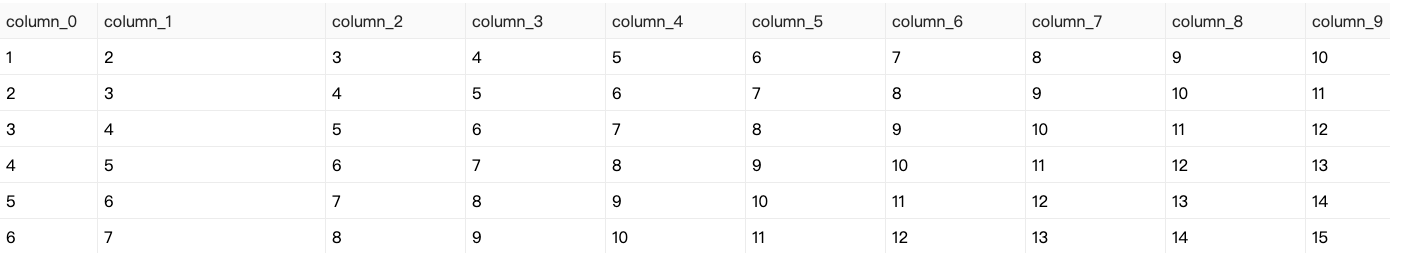 column_0 column_1 column_2 column_3 column_4 column_5 column_6 column_7 column_8 column_9
1 2 3 4 5 6 7 8 9 10
2 3 4 5 6 7 8 9 10 11
3 4 5 6 7 8 9 10 11 12
4 5 6 7 8 9 10 11 12 13
5 6 7 8 9 10 11 12 13 14
6 7 8 9 10 11 12 13 14 15